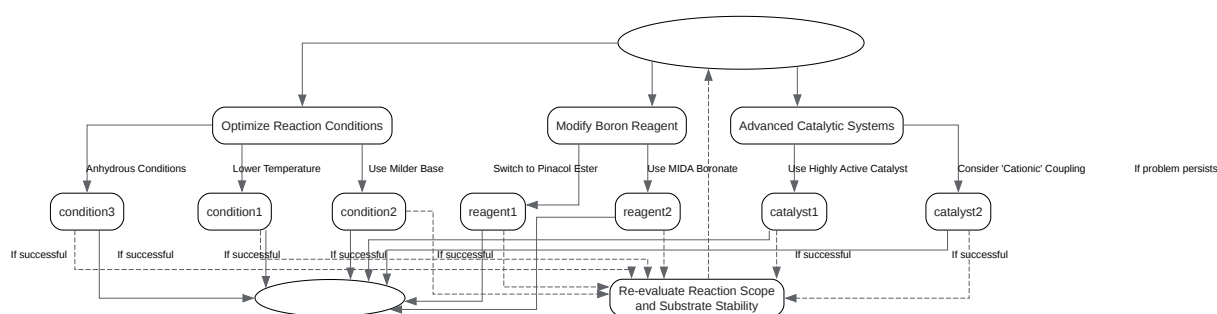 Optimize Reaction Conditions
Modify Boron Reagent
Advanced Catalytic Systems
Anhydrous Conditions
Lower Temperature
Use Milder Base
Switch to Pinacol Ester
Use MIDA Boronate
Use Highly Active Catalyst
Consider 'Cationic' Coupling
If problem persists
condition3
condition1
condition2
reagent1
reagent2
catalyst1
catalyst2
If successful
If successful
If successful
If successful
If successful
If successful
If successful
Re-evaluate Reaction Scope
and Substrate Stability